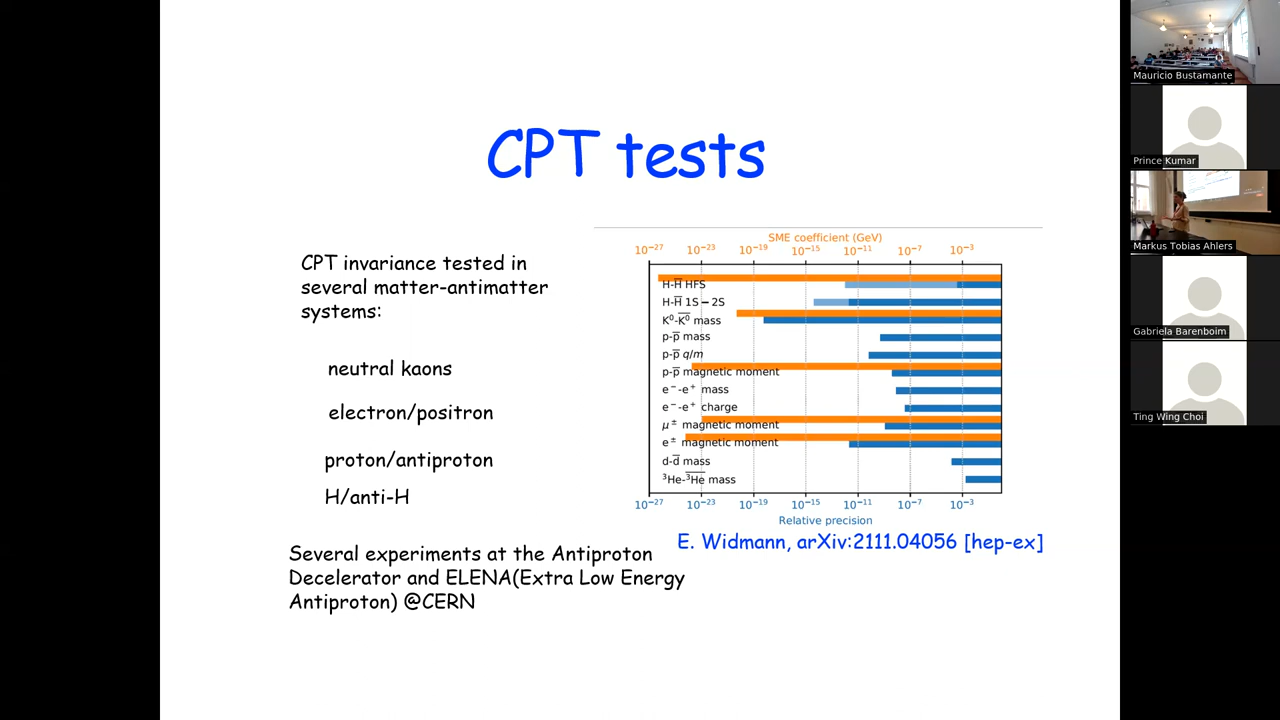 CPT tests
CPT invariance tested in
several matter-antimatter
systems:
neutral kaons
electron/positron
proton/antiproton
H/anti-H
Several experiments at the Antiproton
Decelerator and ELENA(Extra Low Energy
Antiproton) @CERN
SME coefficient (GeV)
10⁻²⁷ 10⁻²³ 10⁻¹⁹ 10⁻¹⁵ 10⁻¹¹ 10⁻⁷ 10⁻³
H-H̅ HFS
H-H̅ 1S − 2S
K⁰-K̅⁰ mass
p-p̅ mass
p-p̅ q/m
p-p̅ magnetic moment
e⁻-e⁺ mass
e⁻-e⁺ charge
μ± magnetic moment
e± magnetic moment
d-d̅ mass
³He-³H̅e̅ mass
10⁻²⁷ 10⁻²³ 10⁻¹⁹ 10⁻¹⁵ 10⁻¹¹ 10⁻⁷ 10⁻³
Relative precision
E. Widmann, arXiv:2111.04056 [hep-ex]
Mauricio Bustamante
Prince Kumar
Markus Tobias Ahlers
Gabriela Barenboim
Ting Wing Choi